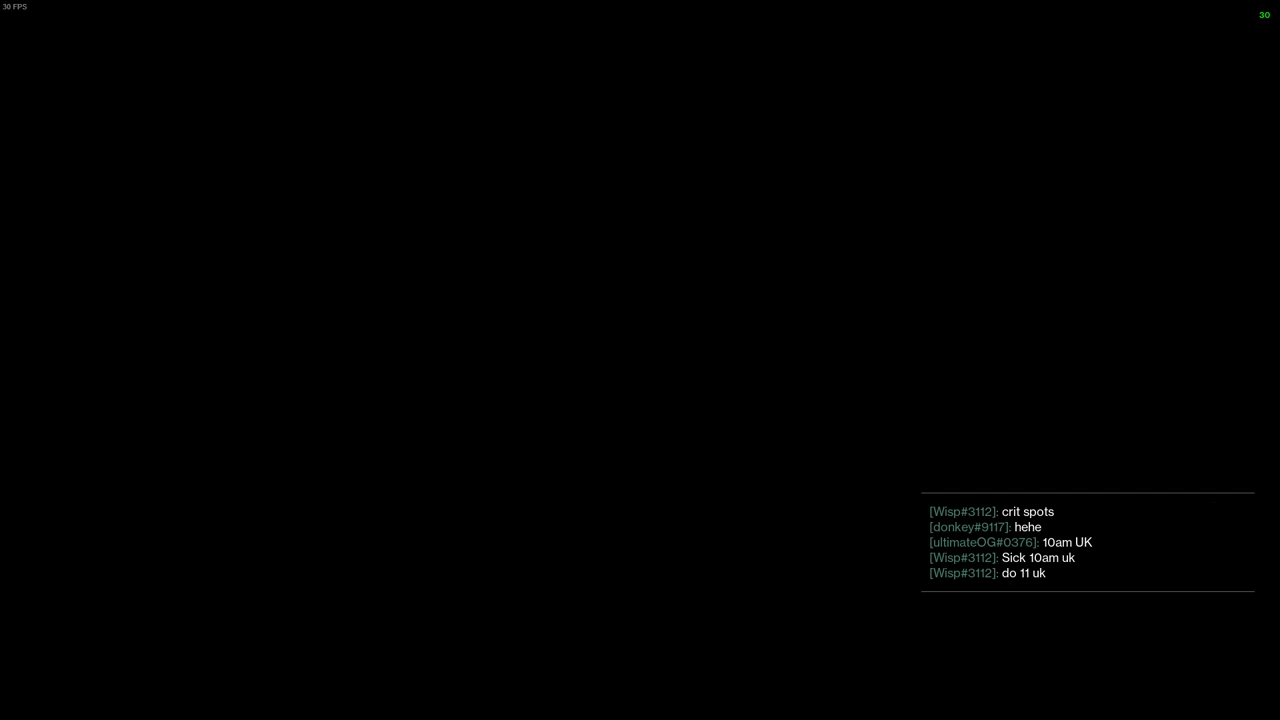 30 FPS
30
[Wisp#3112]: crit spots
[donkey#9117]: hehe
[ultimateOG#0376]: 10am UK
[Wisp#3112]: Sick 10am uk
[Wisp#3112]: do 11 uk